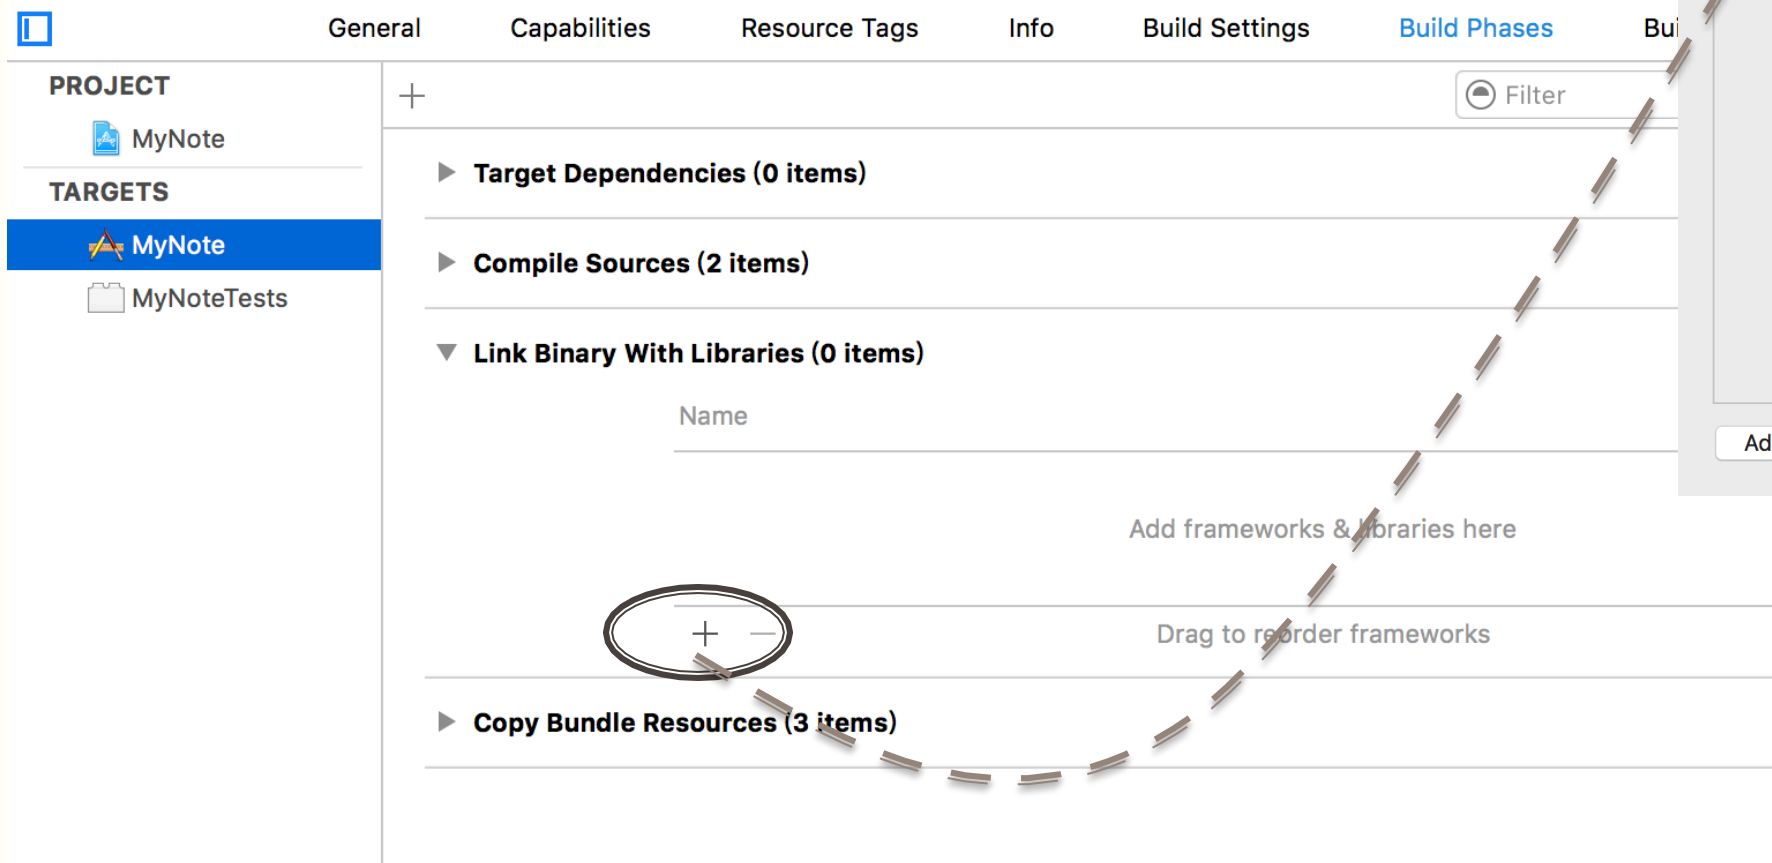 General Capabilities Resource Tags Info Build Settings Build Phases
PROJECT
Filter
MyNote
Target Dependencies (0 items)
TARGETS
MyNote
Compile Sources (2 items)
MyNoteTests
Link Binary With Libraries (0 items)
Name
Add frameworks & libraries here
Drag to reorder frameworks
Copy Bundle Resources (3 items)